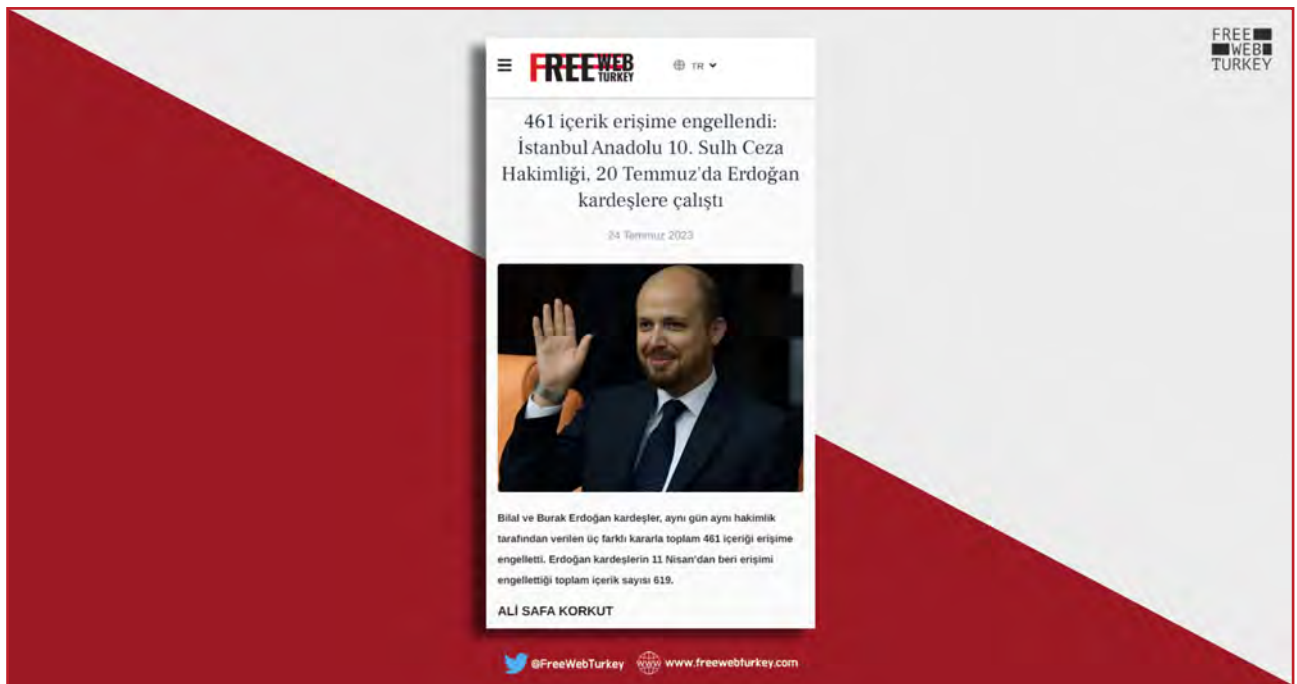 FREE
WEB
TURKEY
FREE WEB
TURKEY
TR
461 içerik erişime engellendi:
İstanbul Anadolu 10. Sulh Ceza
Hakimliği, 20 Temmuz'da Erdoğan
kardeşlere çalıştı
24 Temmuz 2023
Bilal ve Burak Erdoğan kardeşler, aynı gün aynı hakimlik
tarafından verilen üç farklı kararla toplam 461 içeriği erişime
engelletti. Erdoğan kardeşlerin 11 Nisan'dan beri erişimi
engellettiği toplam içerik sayısı 619.
ALİ SAFA KORKUT
@FreeWebTurkey www www.freewebturkey.com